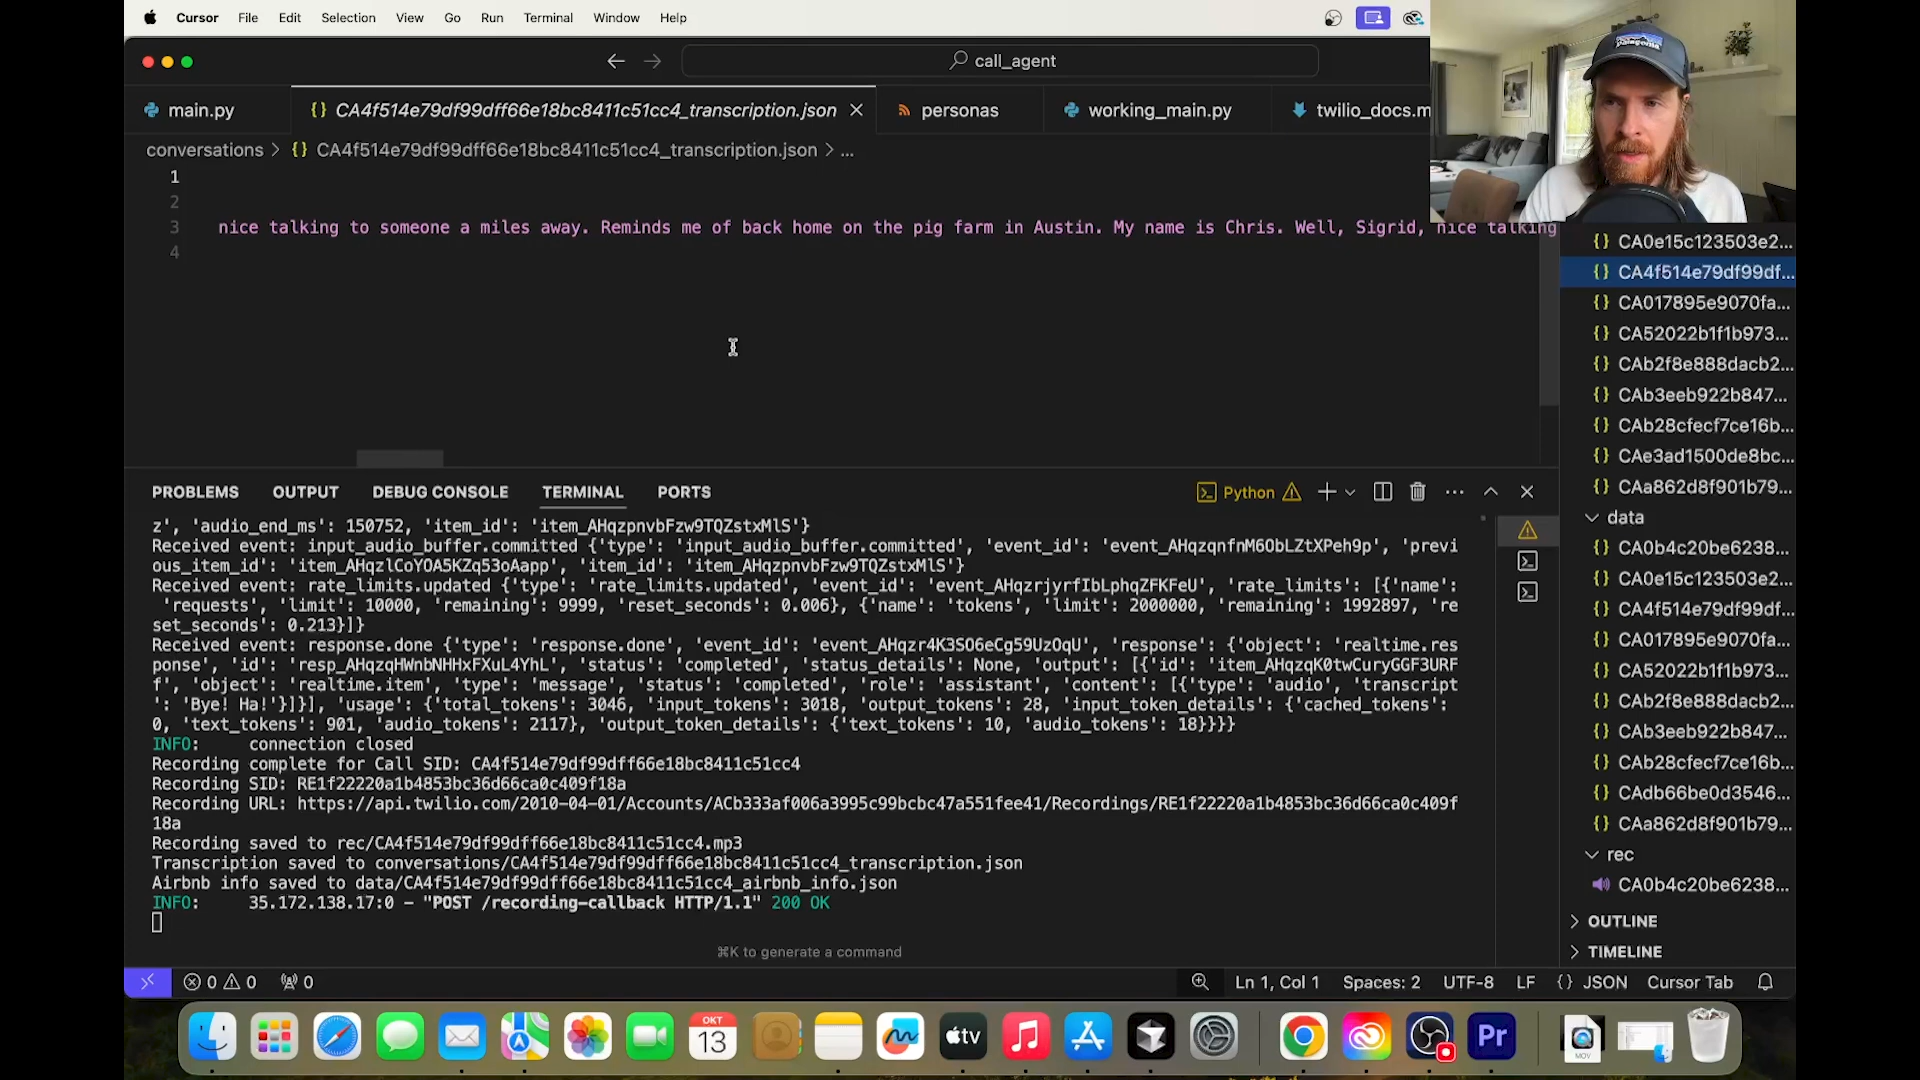 Cursor File Edit Selection View Go Run Terminal Window Help
call_agent
main.py
CA4f514e79df99dff66e18bc8411c51cc4_transcription.json
personas
working_main.py
twilio_docs.m
conversations > {} CA4f514e79df99dff66e18bc8411c51cc4_transcription.json > ...
1
2
3 nice talking to someone a miles away. Reminds me of back home on the pig farm in Austin. My name is Chris. Well, Sigrid, nice talking
4
PROBLEMS OUTPUT DEBUG CONSOLE TERMINAL PORTS
Python
z', 'audio_end_ms': 150752, 'item_id': 'item_AHqzpnvbFzw9TQZstxMlS'}
Received event: input_audio_buffer.committed {'type': 'input_audio_buffer.committed', 'event_id': 'event_AHqzqnfnM6ObLZtXPeh9p', 'previ
ous_item_id': 'item_AHqzlCoYOA5KZq53oAapp', 'item_id': 'item_AHqzpnvbFzw9TQZstxMlS'}
Received event: rate_limits.updated {'type': 'rate_limits.updated', 'event_id': 'event_AHqzrjyrfIbLphqZFKFeU', 'rate_limits': [{'name':
'requests', 'limit': 10000, 'remaining': 9999, 'reset_seconds': 0.006}, {'name': 'tokens', 'limit': 2000000, 'remaining': 1992897, 're
set_seconds': 0.213}]}
Received event: response.done {'type': 'response.done', 'event_id': 'event_AHqzr4K3SO6eCg59UzOqU', 'response': {'object': 'realtime.res
ponse', 'id': 'resp_AHqzqHWnbNHHxFXuL4YhL', 'status': 'completed', 'status_details': None, 'output': [{'id': 'item_AHqzqK0twCuryGGF3URF
f', 'object': 'realtime.item', 'type': 'message', 'status': 'completed', 'role': 'assistant', 'content': [{'type': 'audio', 'transcript
': 'Bye! Ha!'}]}], 'usage': {'total_tokens': 3046, 'input_tokens': 3018, 'output_tokens': 28, 'input_token_details': {'cached_tokens':
0, 'text_tokens': 901, 'audio_tokens': 2117}, 'output_token_details': {'text_tokens': 10, 'audio_tokens': 18}}}}
INFO: connection closed
Recording complete for Call SID: CA4f514e79df99dff66e18bc8411c51cc4
Recording SID: RE1f22220a1b4853bc36d66ca0c409f18a
Recording URL: https://api.twilio.com/2010-04-01/Accounts/ACb333af006a3995c99bcbc47a551fee41/Recordings/RE1f22220a1b4853bc36d66ca0c409f
18a
Recording saved to rec/CA4f514e79df99dff66e18bc8411c51cc4.mp3
Transcription saved to conversations/CA4f514e79df99dff66e18bc8411c51cc4_transcription.json
Airbnb info saved to data/CA4f514e79df99dff66e18bc8411c51cc4_airbnb_info.json
INFO: 35.172.138.17:0 - "POST /recording-callback HTTP/1.1" 200 OK
⌘K to generate a command
{} CA0e15c123503e2...
{} CA4f514e79df99df...
{} CA017895e9070fa...
{} CA52022b1f1b973...
{} CAb2f8e888dacb2...
{} CAb3eeb922b847...
{} CAb28cfecf7ce16b...
{} CAe3ad1500de8bc...
{} CAa862d8f901b79...
data
{} CA0b4c20be6238...
{} CA0e15c123503e2...
{} CA4f514e79df99df...
{} CA017895e9070fa...
{} CA52022b1f1b973...
{} CAb2f8e888dacb2...
{} CAb3eeb922b847...
{} CAb28cfecf7ce16b...
{} CAdb66be0d3546...
{} CAa862d8f901b79...
rec
CA0b4c20be6238...
OUTLINE
TIMELINE
0 0 0
Ln 1, Col 1 Spaces: 2 UTF-8 LF {} JSON Cursor Tab
OKT
13
tv
Pr
MOV